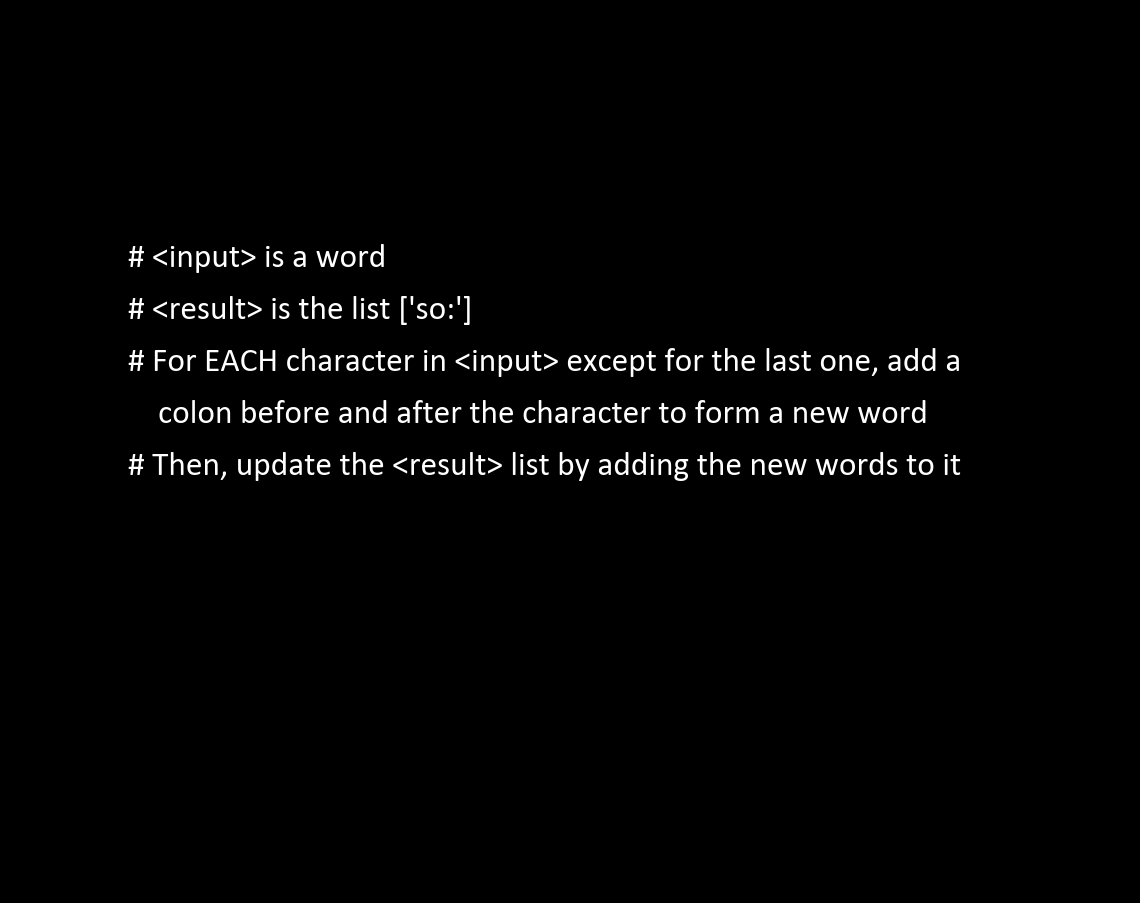 # <input> is a word
# <result> is the list ['so:']
# For EACH character in <input> except for the last one, add a
colon before and after the character to form a new word
# Then, update the <result> list by adding the new words to it